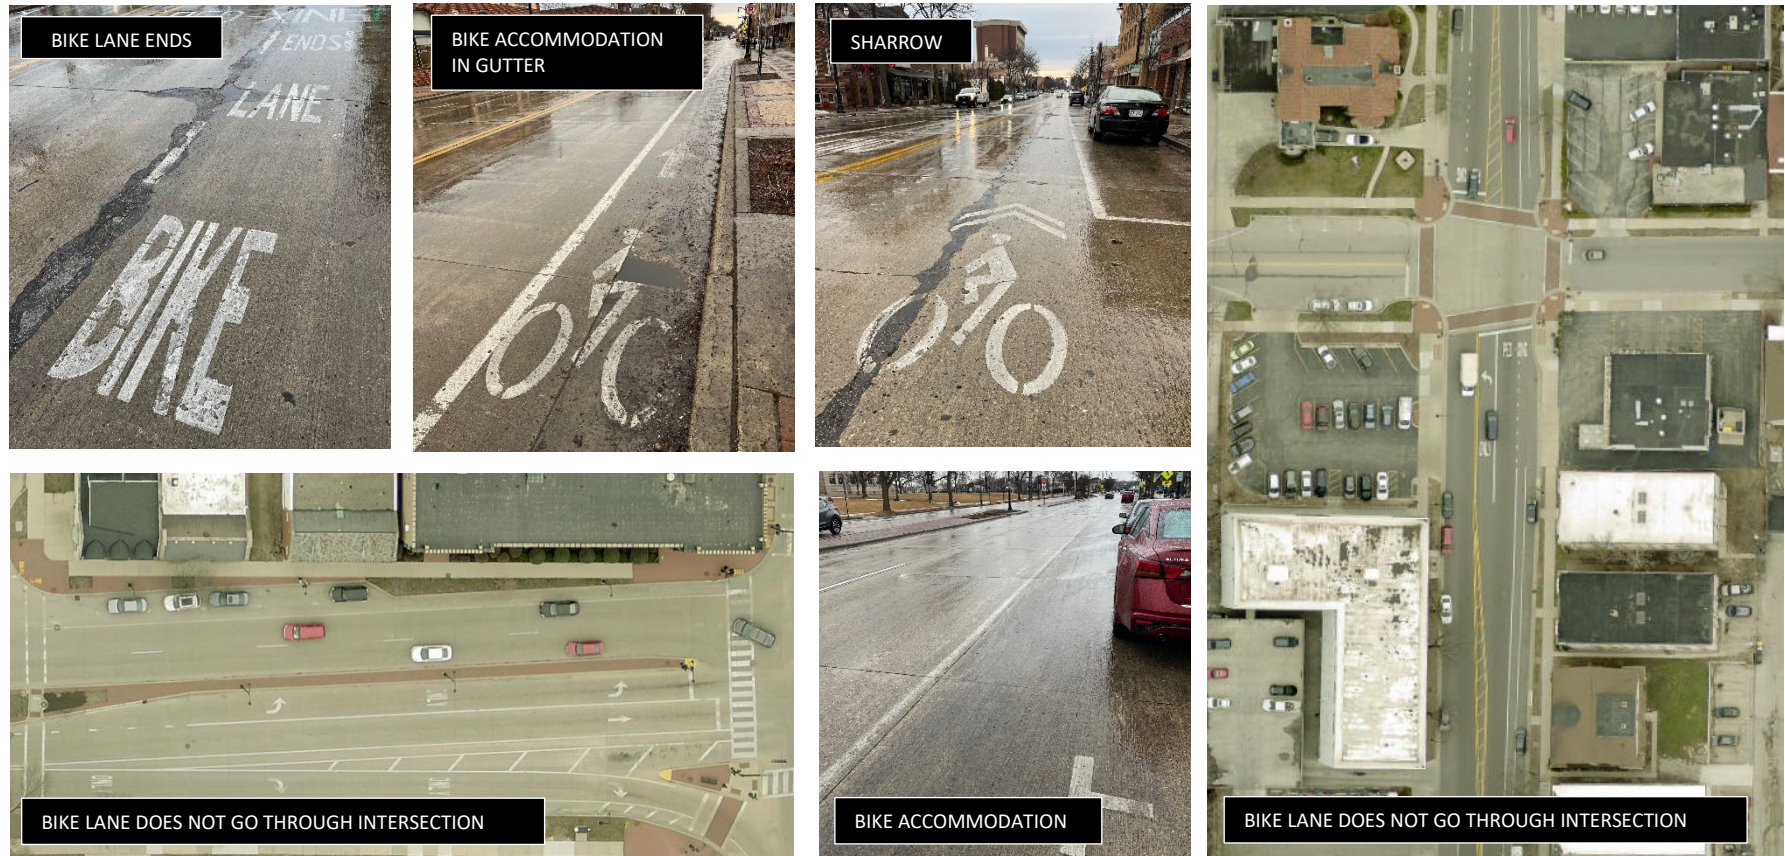 BIKE LANE ENDS
ENDS
LANE
BIKE
BIKE ACCOMMODATION
IN GUTTER
SHARROW
BIKE LANE DOES NOT GO THROUGH INTERSECTION
BIKE ACCOMMODATION
BIKE LANE DOES NOT GO THROUGH INTERSECTION